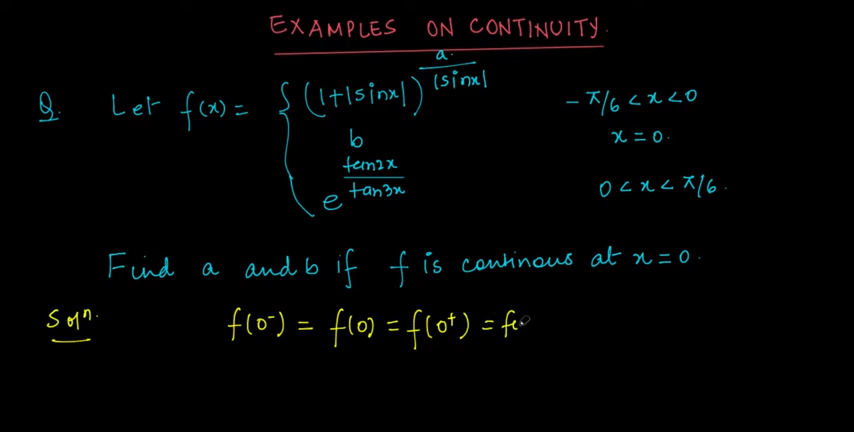 EXAMPLES ON CONTINUITY.
Q. Let f(x) = { (1+|sinx|)^(a/|sinx|) -π/6 < x < 0
b x = 0.
e^(tan2x/tan3x) 0 < x < π/6.
Find a and b if f is continous at x = 0.
Solⁿ. f(0⁻) = f(0) = f(0⁺) = f